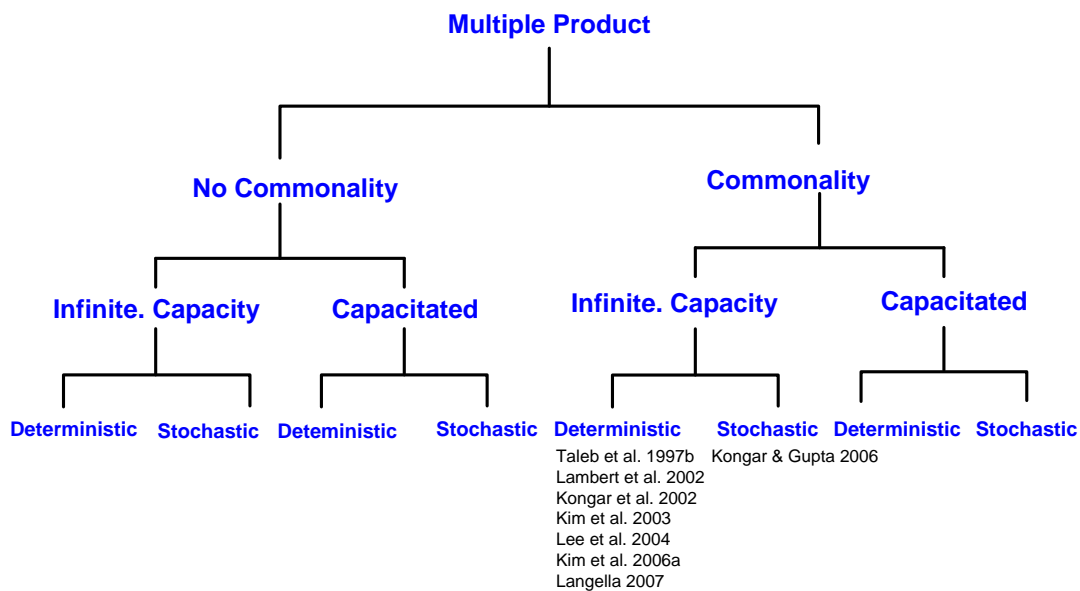 Multiple Product
No Commonality
Commonality
Infinite. Capacity
Capacitated
Infinite. Capacity
Capacitated
Deterministic
Stochastic
Deteministic
Stochastic
Deterministic
Stochastic
Deterministic
Stochastic
Taleb et al. 1997b
Lambert et al. 2002
Kongar et al. 2002
Kim et al. 2003
Lee et al. 2004
Kim et al. 2006a
Langella 2007
Kongar & Gupta 2006